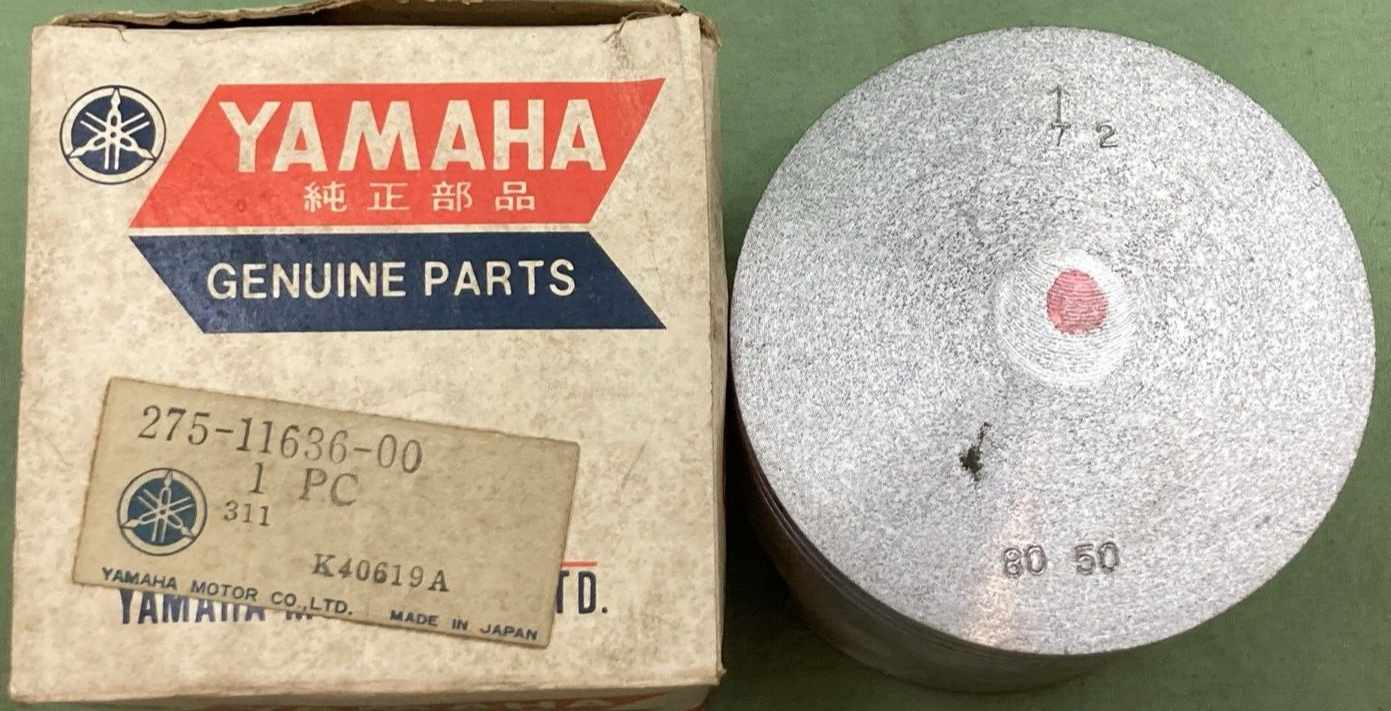 YAMAHA
純正部品
GENUINE PARTS
275-11636-00
1 PC
311
K40619A
YAMAHA MOTOR CO.,LTD. MADE IN JAPAN
YAMAHA M TD.
↑
7 2
80 50